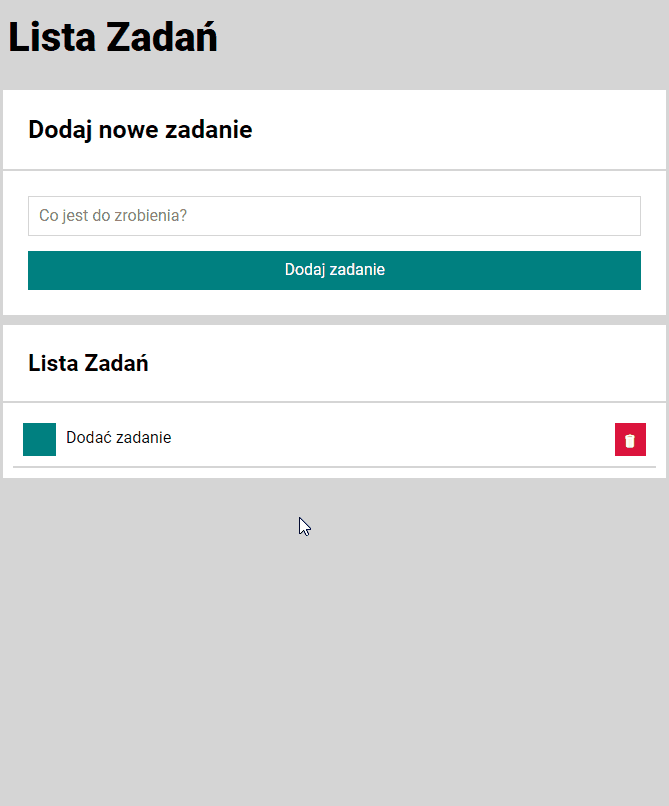 Lista Zadań
Dodaj nowe zadanie
Co jest do zrobienia?
Dodaj zadanie
Lista Zadań
Dodać zadanie